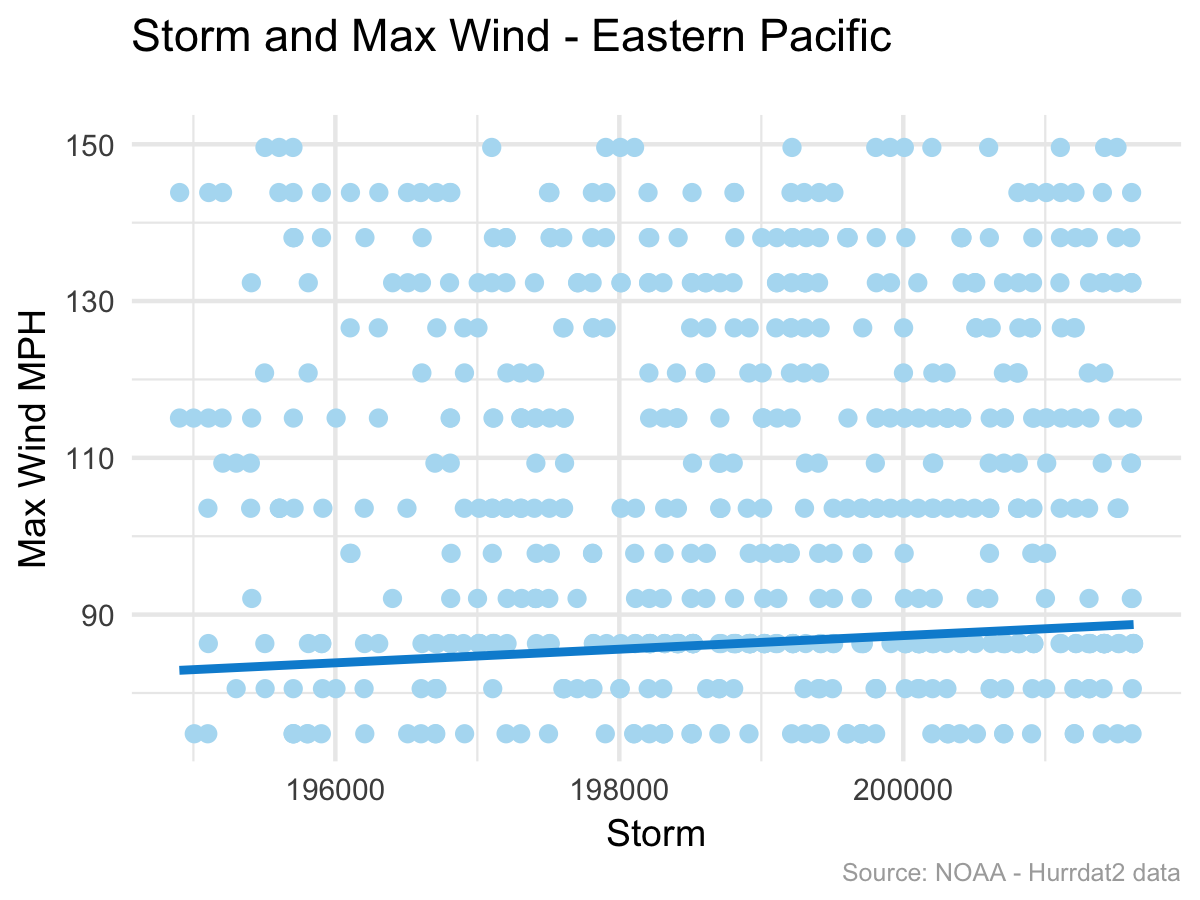 Storm and Max Wind - Eastern Pacific
150
130
110
90
Max Wind MPH
196000 198000 200000
Storm
Source: NOAA - Hurrdat2 data